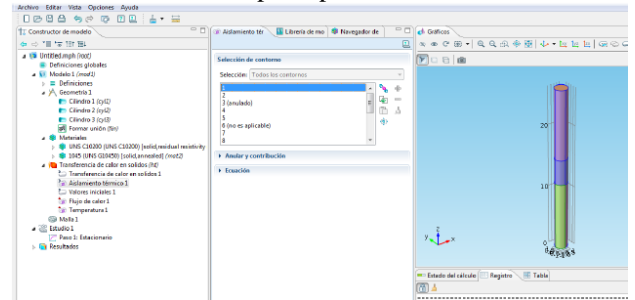 Archivo Editar Vista Opciones Ayuda
Constructor de modelo
Untitled.mph (root)
Definiciones globales
Modelo 1 (mod1)
Definiciones
Geometría 1
Cilindro 1 (cyl1)
Cilindro 2 (cyl2)
Cilindro 3 (cyl3)
Formar unión (fin)
Materiales
UNS C10200 (UNS C10200) [solid,residual resistivity
1045 (UNS G10450) [solid,annealed] (mat2)
Transferencia de calor en solidos (ht)
Transferencia de calor en solidos 1
Aislamiento térmico 1
Valores iniciales 1
Flujo de calor 1
Temperatura 1
Malla 1
Estudio 1
Paso 1: Estacionario
Resultados
Aislamiento tér
Librería de mo
Navegador de
Selección de contorno
Selección: Todos los contornos
1
2
3 (anulado)
4
5
6 (no es aplicable)
7
8
Anular y contribución
Ecuación
Gráficos
20
10
0
z
y
x
Estado del cálculo
Registro
Tabla